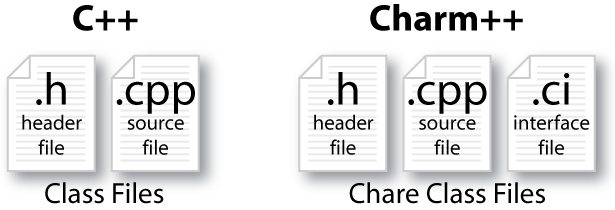 C++
.h
header
file
.cpp
source
file
Class Files
Charm++
.h
header
file
.cpp
source
file
.ci
interface
file
Chare Class Files